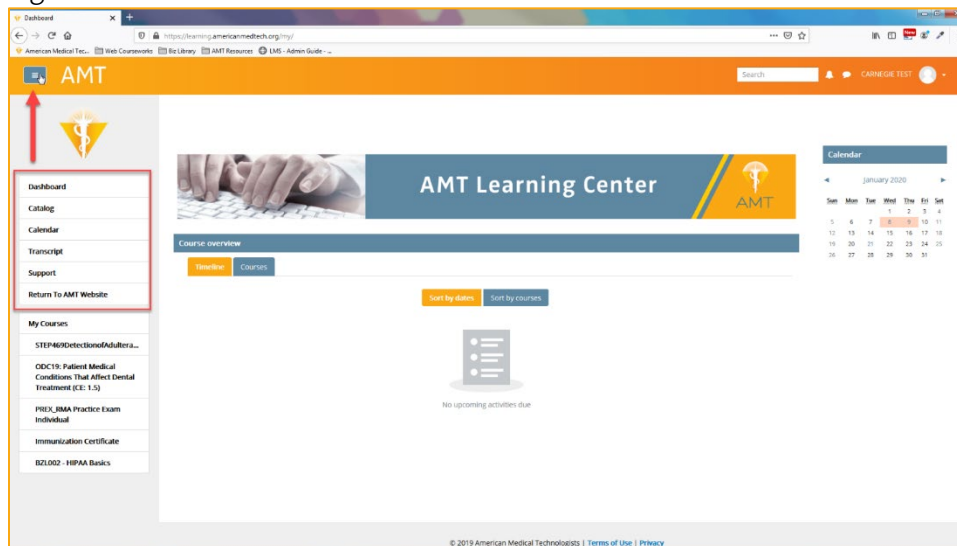 Dashboard
https://learning.americanmedtech.org/my/
American Medical Tec... Web Courseworks Biz Library AMT Resources LMS - Admin Guide - ...
AMT
Search
CARNEGIE TEST
Dashboard
Catalog
Calendar
Transcript
Support
Return To AMT Website
My Courses
STEP469DetectionofAdultera...
ODC19: Patient Medical
Conditions That Affect Dental
Treatment (CE: 1.5)
PREX_RMA Practice Exam
Individual
Immunization Certificate
BZL002 - HIPAA Basics
AMT Learning Center
AMT
Course overview
Timeline Courses
Sort by dates Sort by courses
No upcoming activities due
Calendar
January 2020
Sun Mon Tue Wed Thu Fri Sat
1 2 3 4
5 6 7 8 9 10 11
12 13 14 15 16 17 18
19 20 21 22 23 24 25
26 27 28 29 30 31
© 2019 American Medical Technologists | Terms of Use | Privacy